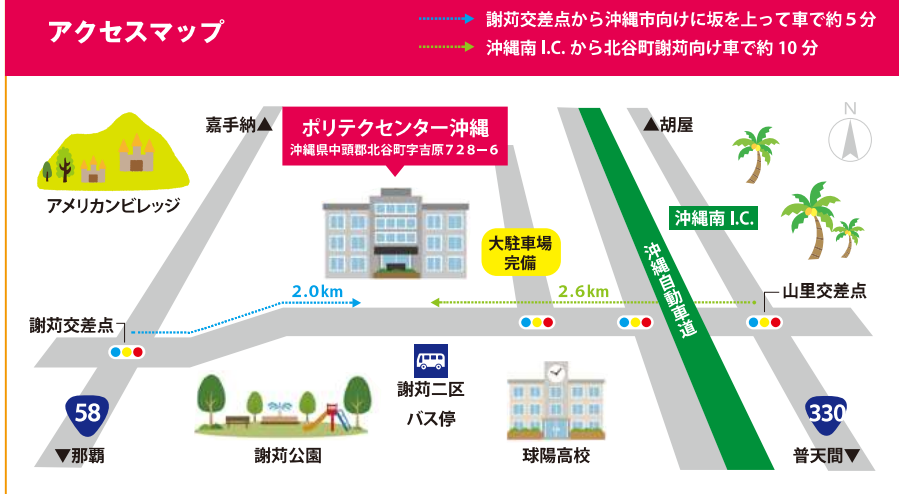 アクセスマップ
謝苅交差点から沖縄市向けに坂を上って車で約５分
沖縄南 I.C. から北谷町謝苅向け車で約 10 分
嘉手納▲
ポリテクセンター沖縄
沖縄県中頭郡北谷町字吉原７２８－６
▲胡屋
N
アメリカンビレッジ
沖縄南 I.C.
大駐車場
完備
沖縄自動車道
2.0km
2.6km
山里交差点
謝苅交差点
謝苅二区
バス停
58
330
▼那覇
謝苅公園
球陽高校
普天間▼